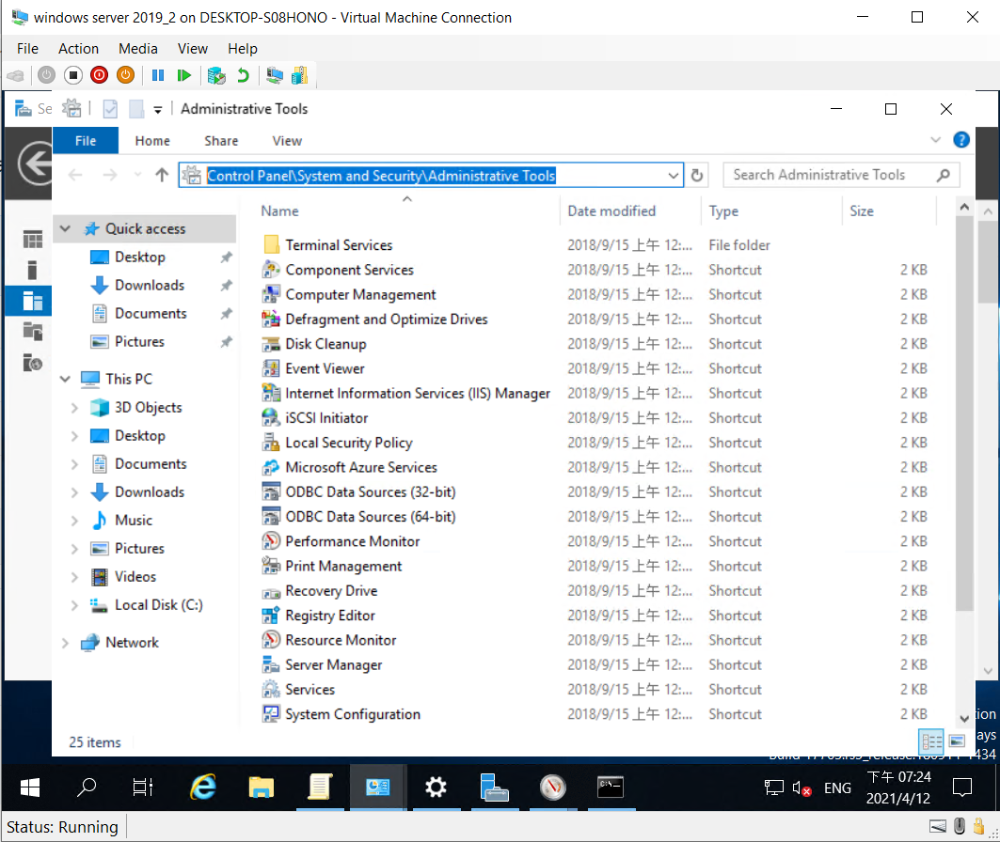 windows server 2019_2 on DESKTOP-S08HONO - Virtual Machine Connection
File Action Media View Help
Se Administrative Tools
File Home Share View
Control Panel\System and Security\Administrative Tools Search Administrative Tools
Name Date modified Type Size
Quick access
Desktop
Downloads
Documents
Pictures
This PC
3D Objects
Desktop
Documents
Downloads
Music
Pictures
Videos
Local Disk (C:)
Network
Terminal Services 2018/9/15 上午 12:... File folder
Component Services 2018/9/15 上午 12:... Shortcut 2 KB
Computer Management 2018/9/15 上午 12:... Shortcut 2 KB
Defragment and Optimize Drives 2018/9/15 上午 12:... Shortcut 2 KB
Disk Cleanup 2018/9/15 上午 12:... Shortcut 2 KB
Event Viewer 2018/9/15 上午 12:... Shortcut 2 KB
Internet Information Services (IIS) Manager 2018/9/15 上午 12:... Shortcut 2 KB
iSCSI Initiator 2018/9/15 上午 12:... Shortcut 2 KB
Local Security Policy 2018/9/15 上午 12:... Shortcut 2 KB
Microsoft Azure Services 2018/9/15 上午 12:... Shortcut 2 KB
ODBC Data Sources (32-bit) 2018/9/15 上午 12:... Shortcut 2 KB
ODBC Data Sources (64-bit) 2018/9/15 上午 12:... Shortcut 2 KB
Performance Monitor 2018/9/15 上午 12:... Shortcut 2 KB
Print Management 2018/9/15 上午 12:... Shortcut 2 KB
Recovery Drive 2018/9/15 上午 12:... Shortcut 2 KB
Registry Editor 2018/9/15 上午 12:... Shortcut 2 KB
Resource Monitor 2018/9/15 上午 12:... Shortcut 2 KB
Server Manager 2018/9/15 上午 12:... Shortcut 2 KB
Services 2018/9/15 上午 12:... Shortcut 2 KB
System Configuration 2018/9/15 上午 12:... Shortcut 2 KB
25 items
tion
ays
ENG
下午 07:24
2021/4/12
Status: Running